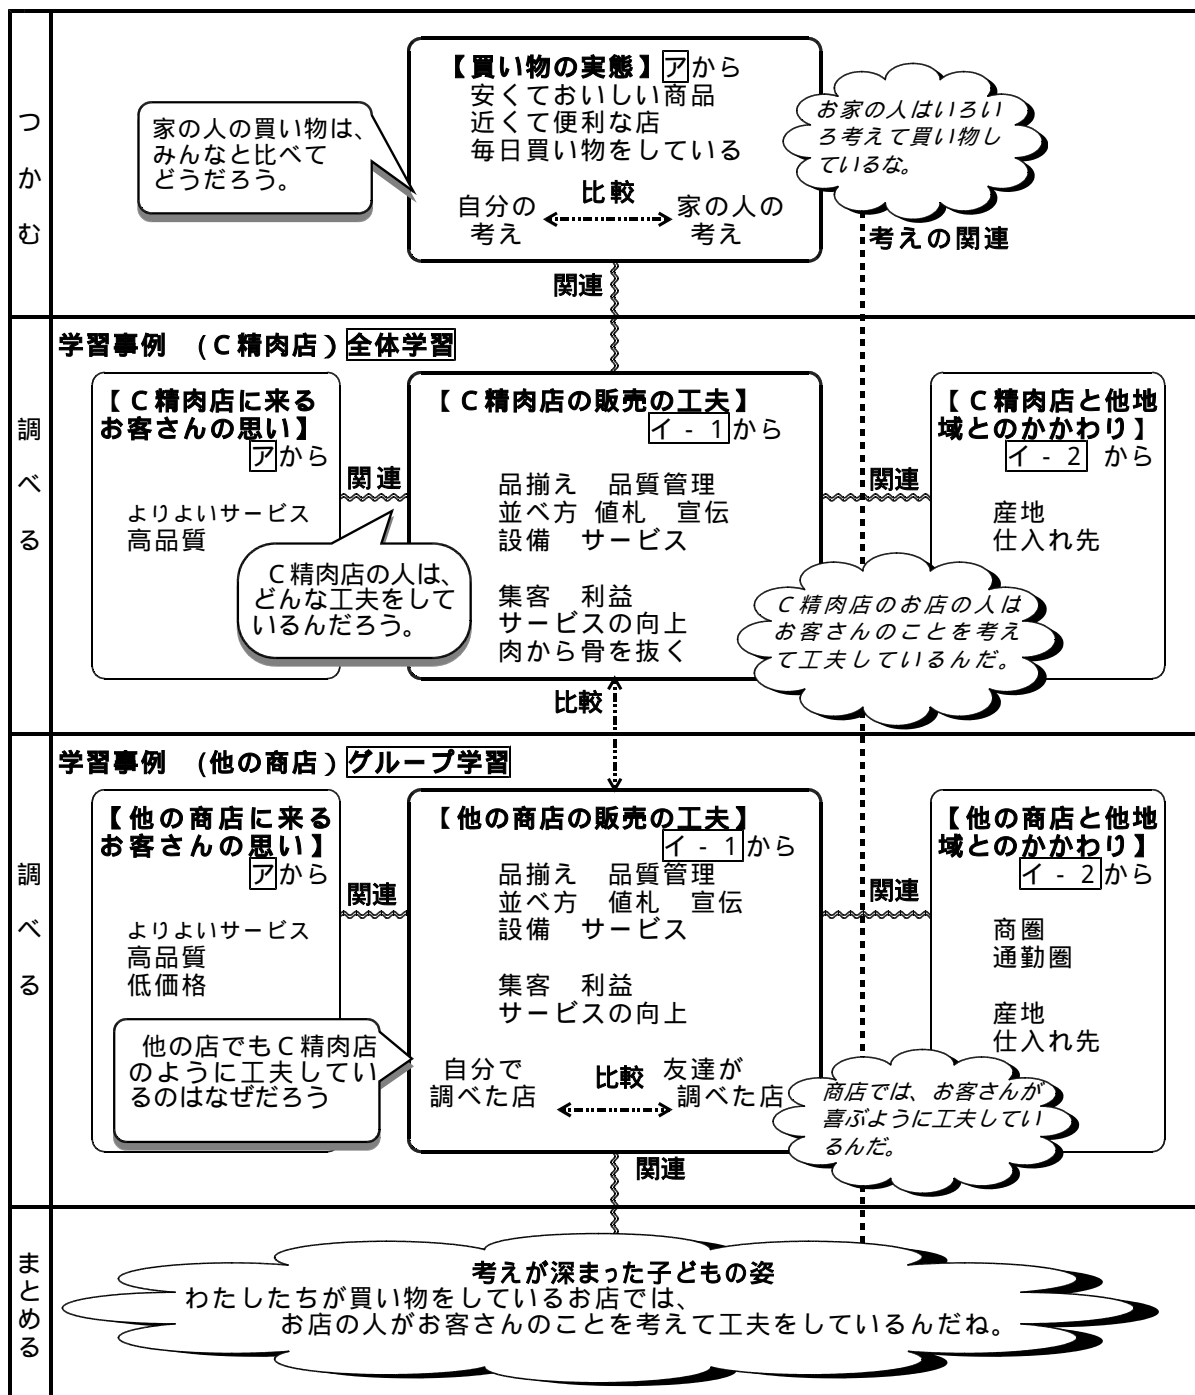 つかむ
【買い物の実態】アから
安くておいしい商品
近くて便利な店
毎日買い物をしている
比較
自分の
考え
家の人の
考え
家の人の買い物は、
みんなと比べて
どうだろう。
お家の人はいろい
ろ考えて買い物し
ているな。
考えの関連
関連
調べる
学習事例 (C精肉店) 全体学習
【C精肉店に来る
お客さんの思い】
アから
よりよいサービス
高品質
関連
【C精肉店の販売の工夫】
イ-1から
品揃え 品質管理
並べ方 値札 宣伝
設備 サービス
集客 利益
サービスの向上
肉から骨を抜く
C精肉店の人は、
どんな工夫をして
いるんだろう。
関連
【C精肉店と他地
域とのかかわり】
イ-2 から
産地
仕入れ先
C精肉店のお店の人は
お客さんのことを考え
て工夫しているんだ。
比較
調べる
学習事例 (他の商店) グループ学習
【他の商店に来る
お客さんの思い】
アから
よりよいサービス
高品質
低価格
関連
【他の商店の販売の工夫】
イ-1から
品揃え 品質管理
並べ方 値札 宣伝
設備 サービス
集客 利益
サービスの向上
自分で
調べた店
比較
友達が
調べた店
他の店でもC精肉店
のように工夫してい
るのはなぜだろう
関連
【他の商店と他地
域とのかかわり】
イ-2から
商圏
通勤圏
産地
仕入れ先
商店では、お客さんが
喜ぶように工夫してい
るんだ。
関連
まとめる
考えが深まった子どもの姿
わたしたちが買い物をしているお店では、
お店の人がお客さんのことを考えて工夫をしているんだね。